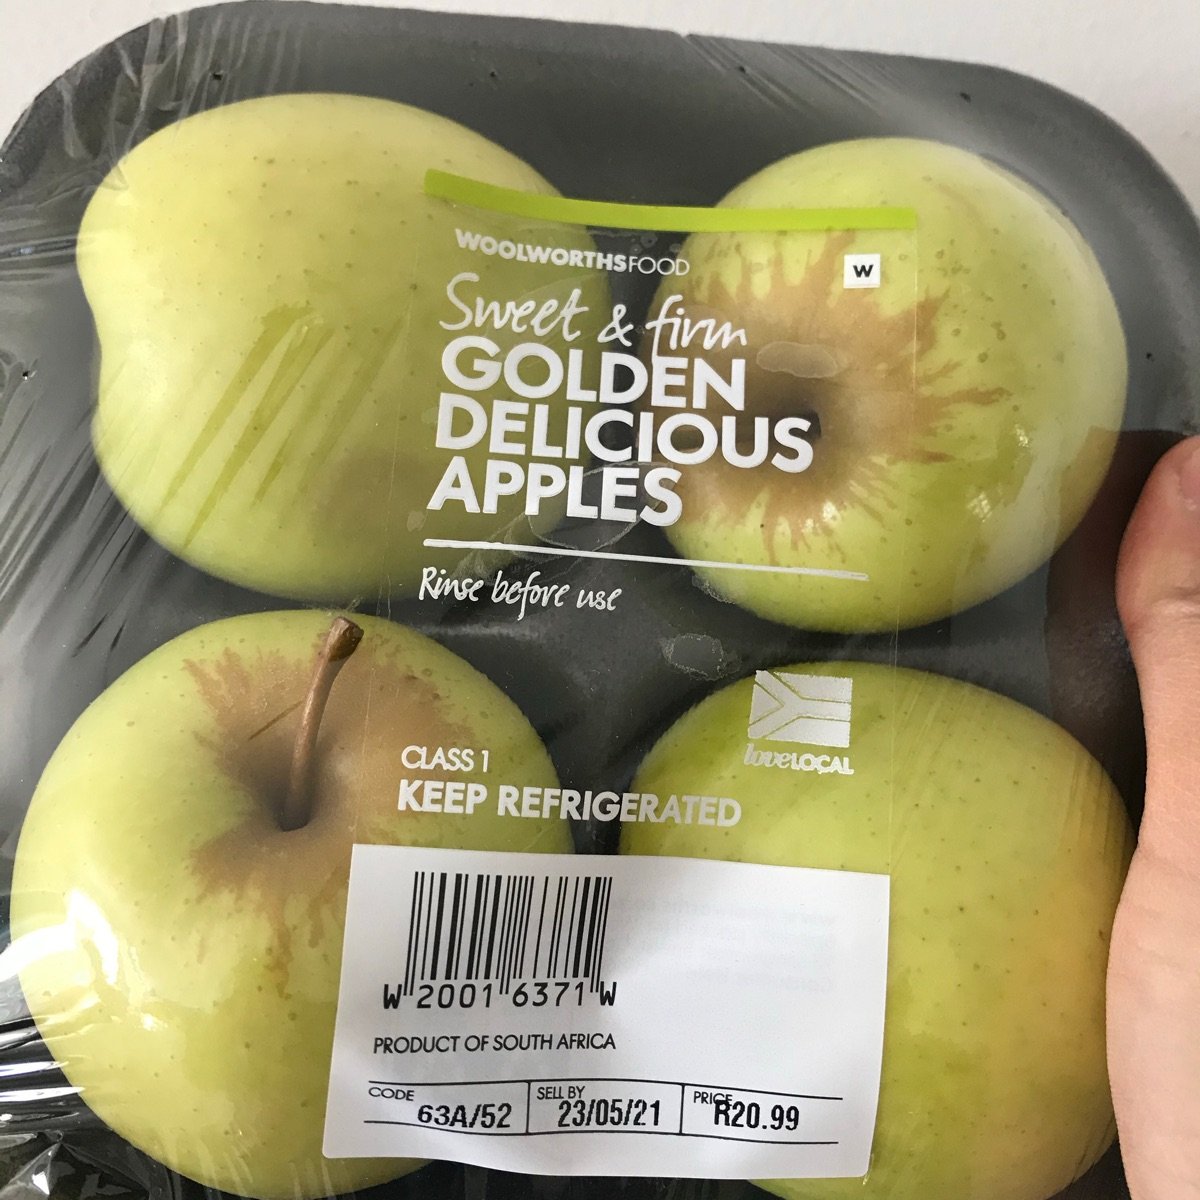 WOOLWORTHSFOOD
W
Sweet & firm
GOLDEN
DELICIOUS
APPLES
Rinse before use
loveLOCAL
CLASS 1
KEEP REFRIGERATED
W 2001 6371 W
PRODUCT OF SOUTH AFRICA
CODE 63A/52 SELL BY 23/05/21 PRICE R20.99